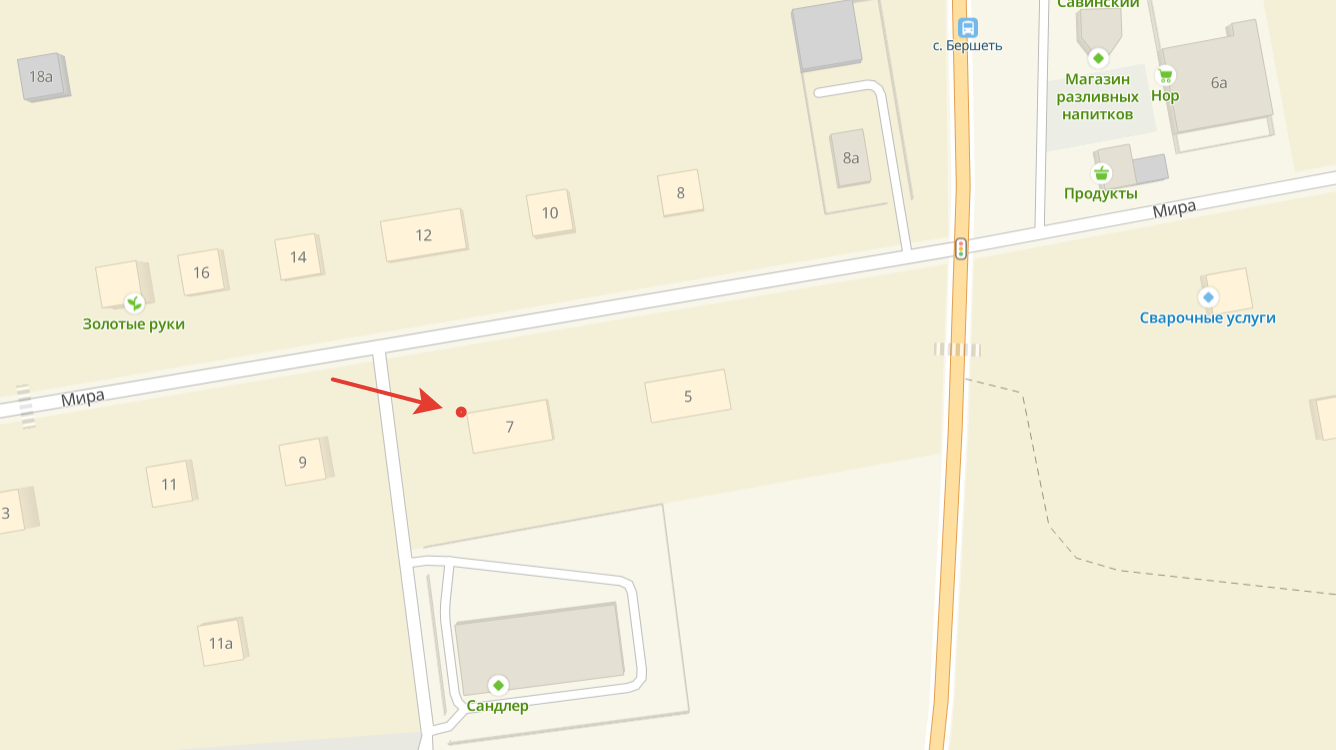 Савинский
с. Бершеть
18а
Магазин
разливных
напитков
Нор
6а
8а
Продукты
Мира
8
10
12
14
16
Золотые руки
Сварочные услуги
Мира
5
7
9
11
3
11а
Сандлер